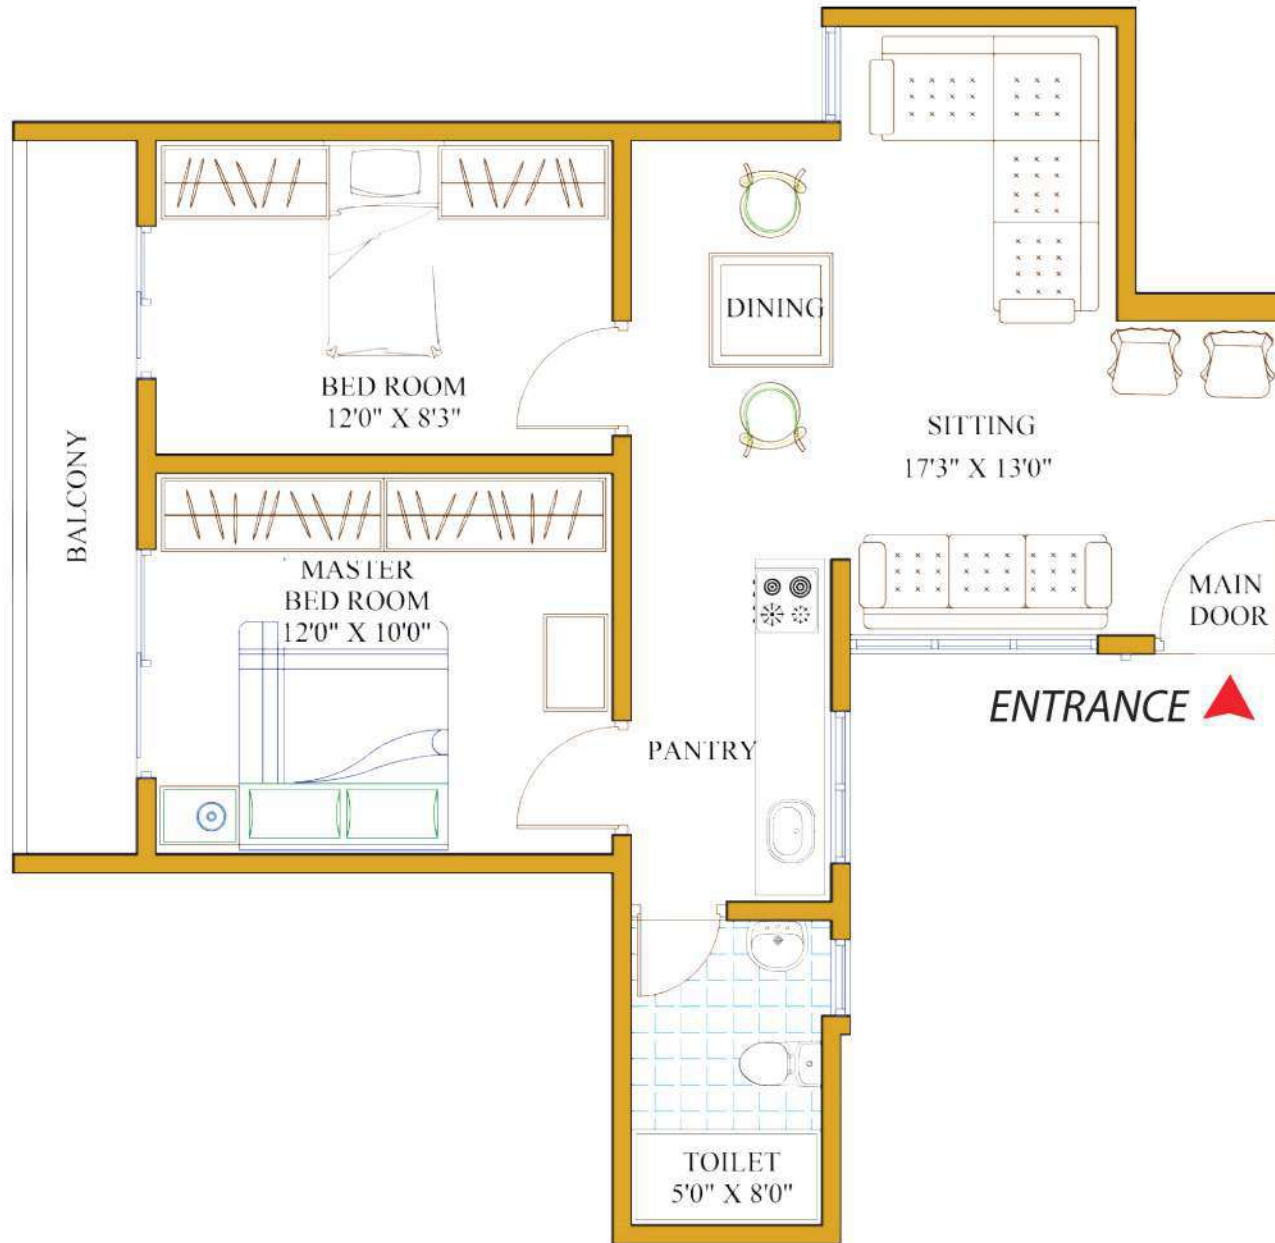 DINING
BED ROOM
12'0" X 8'3"
SITTING
17'3" X 13'0"
BALCONY
MASTER
BED ROOM
12'0" X 10'0"
MAIN
DOOR
ENTRANCE
PANTRY
TOILET
5'0" X 8'0"